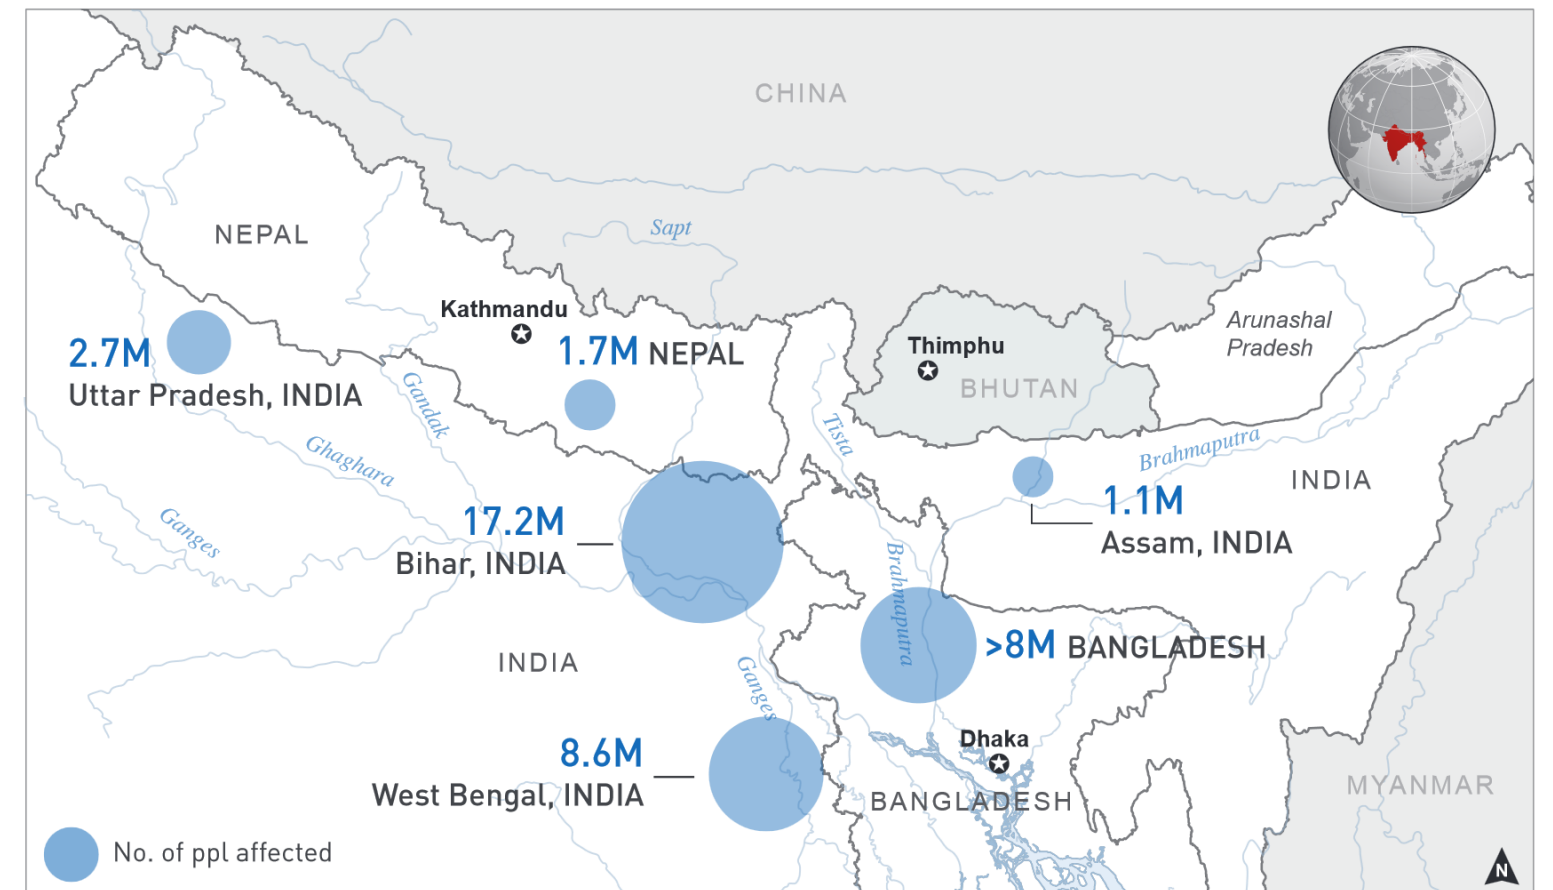 CHINA
Sapt
NEPAL
Kathmandu
Arunashal
Pradesh
Thimphu
BHUTAN
2.7M
Uttar Pradesh, INDIA
1.7M NEPAL
Gandak
Tista
Ghaghara
Brahmaputra
INDIA
Ganges
17.2M
Bihar, INDIA
1.1M
Assam, INDIA
Brahmaputra
>8M BANGLADESH
INDIA
Ganges
8.6M
West Bengal, INDIA
Dhaka
BANGLADESH
MYANMAR
No. of ppl affected
N